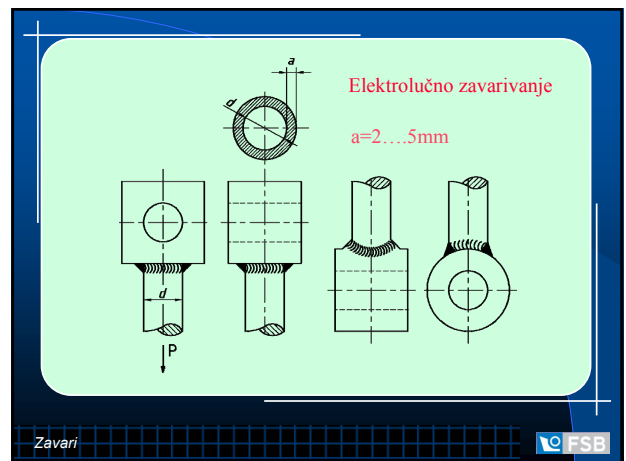 a
d
Elektrolučno zavarivanje
a=2….5mm
d
P
Zavari
FSB